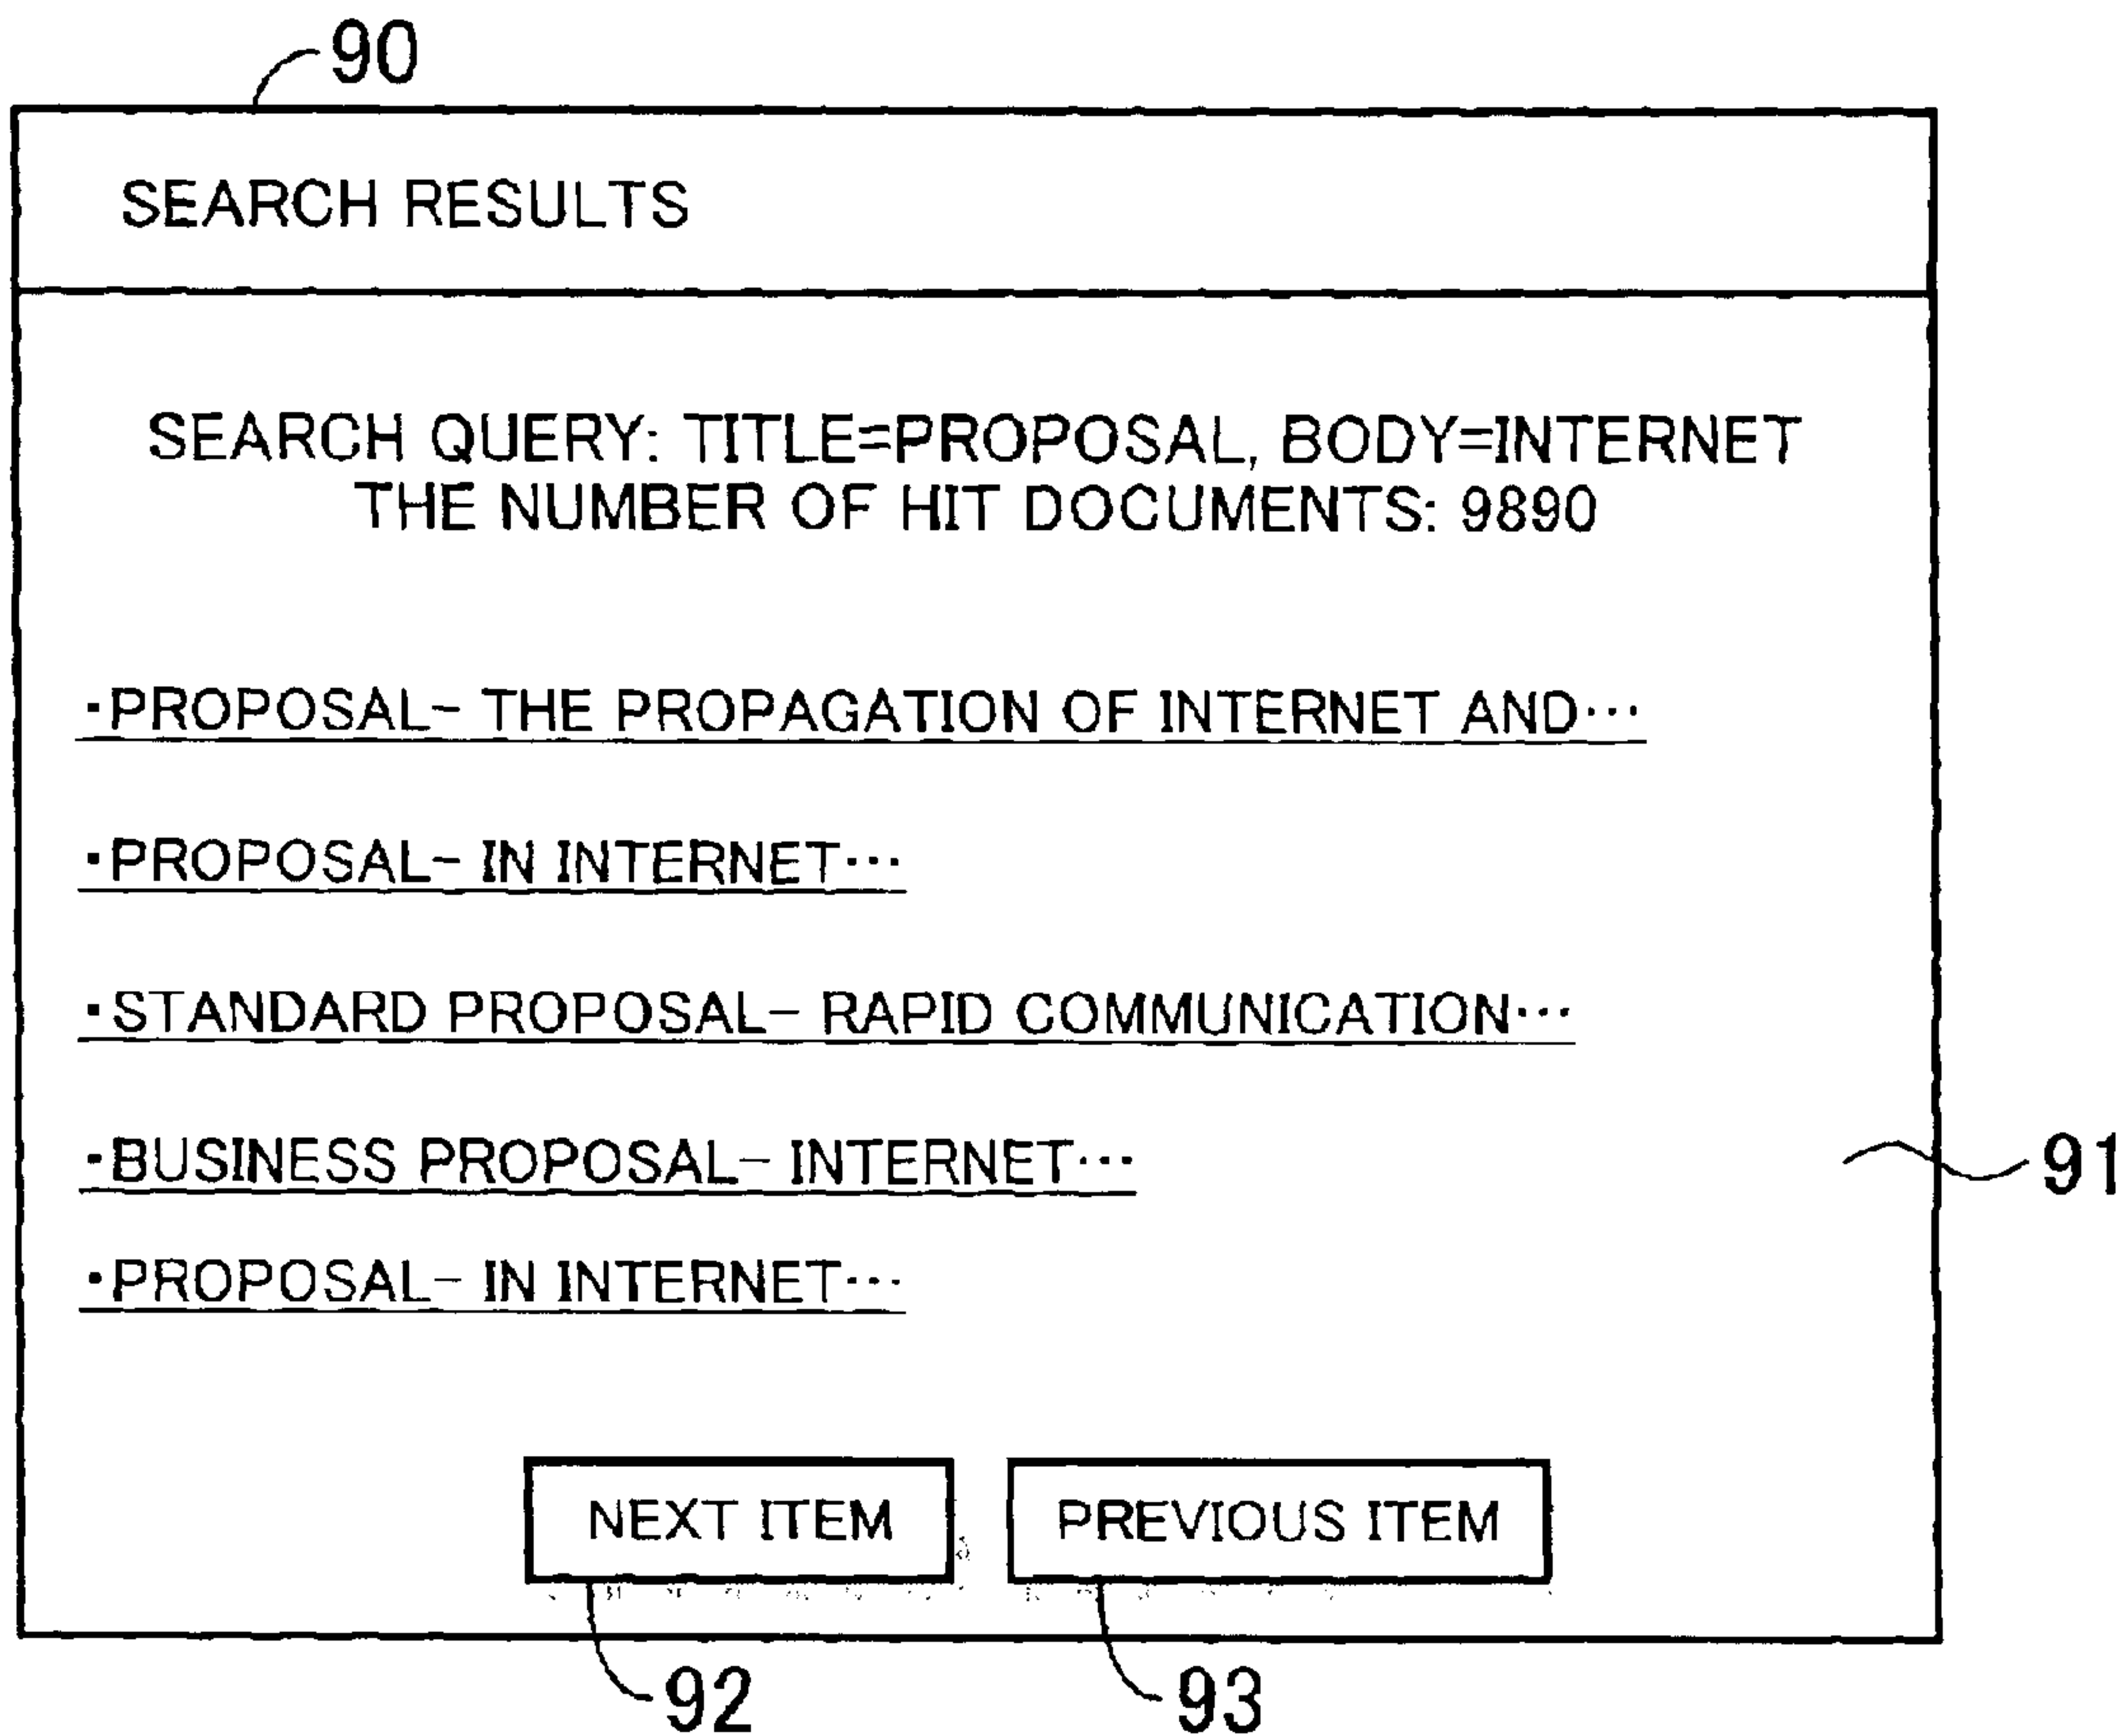 90
SEARCH RESULTS
SEARCH QUERY: TITLE=PROPOSAL, BODY=INTERNET
THE NUMBER OF HIT DOCUMENTS: 9890
・PROPOSAL- THE PROPAGATION OF INTERNET AND…
・PROPOSAL- IN INTERNET…
・STANDARD PROPOSAL- RAPID COMMUNICATION…
・BUSINESS PROPOSAL- INTERNET…
91
・PROPOSAL- IN INTERNET…
NEXT ITEM PREVIOUS ITEM
92 93